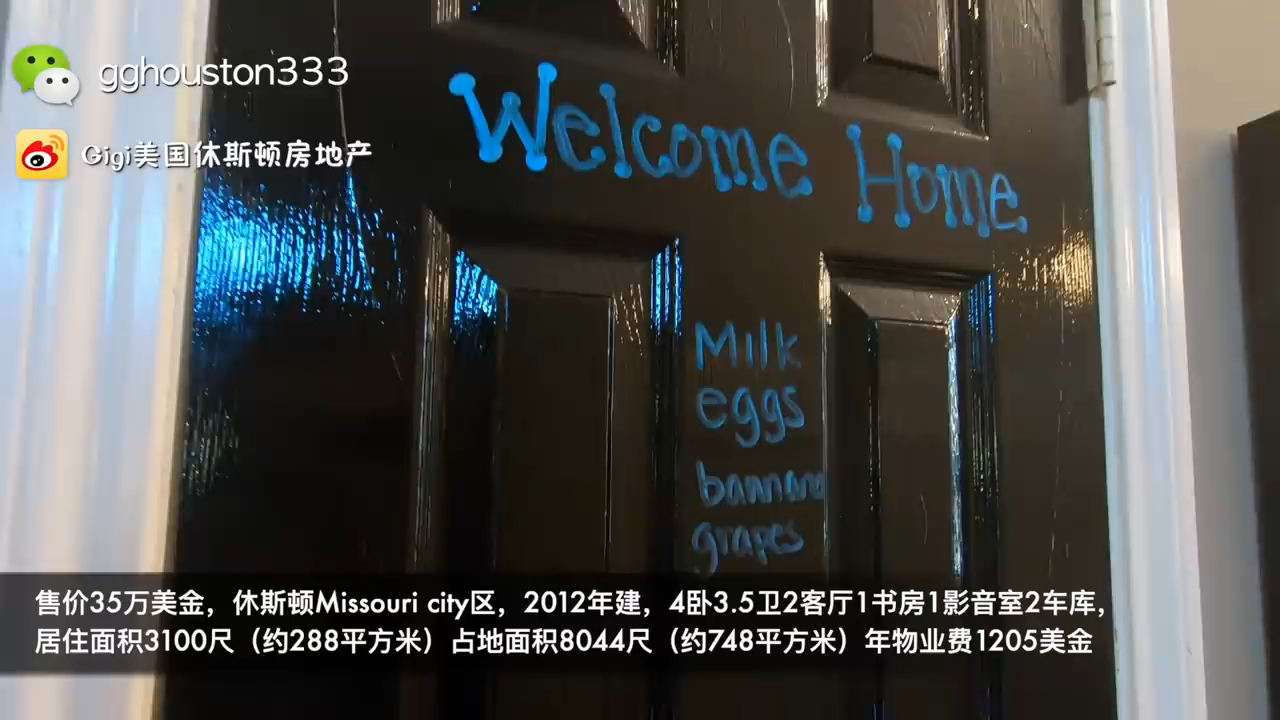 gghouston333
Gigi美国休斯顿房地产
Welcome Home
Milk
eggs
bannana
grapes
售价35万美金，休斯顿Missouri city区，2012年建，4卧3.5卫2客厅1书房1影音室2车库，
居住面积3100尺（约288平方米）占地面积8044尺（约748平方米）年物业费1205美金